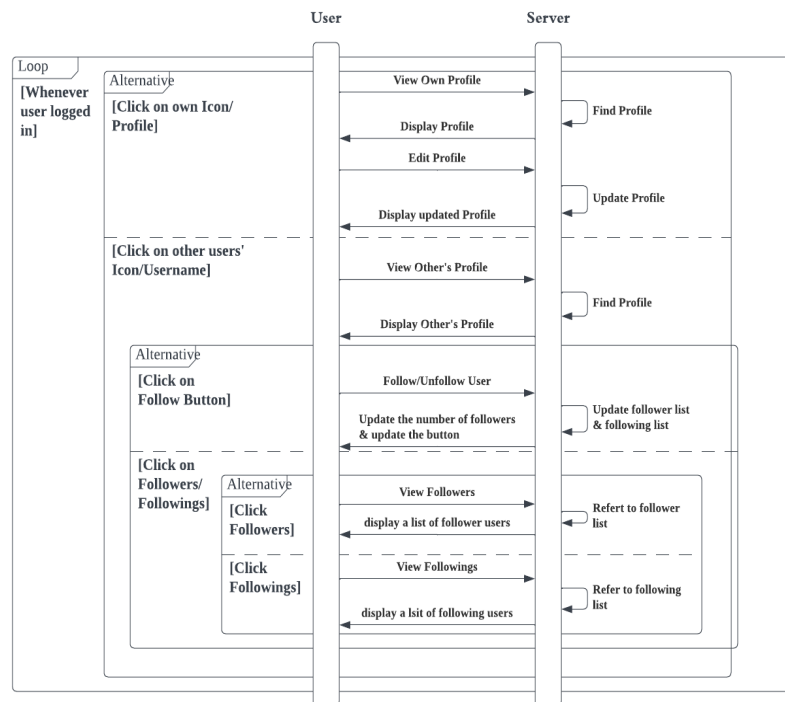 User
Server
Loop
[Whenever
user logged
in]
Alternative
[Click on own Icon/
Profile]
View Own Profile
Find Profile
Display Profile
Edit Profile
Update Profile
Display updated Profile
[Click on other users'
Icon/Username]
View Other's Profile
Find Profile
Display Other's Profile
Alternative
[Click on
Follow Button]
Follow/Unfollow User
Update follower list
& following list
Update the number of followers
& update the button
[Click on
Followers/
Followings]
Alternative
[Click
Followers]
View Followers
Refert to follower
list
display a list of follower users
[Click
Followings]
View Followings
Refer to following
list
display a lsit of following users